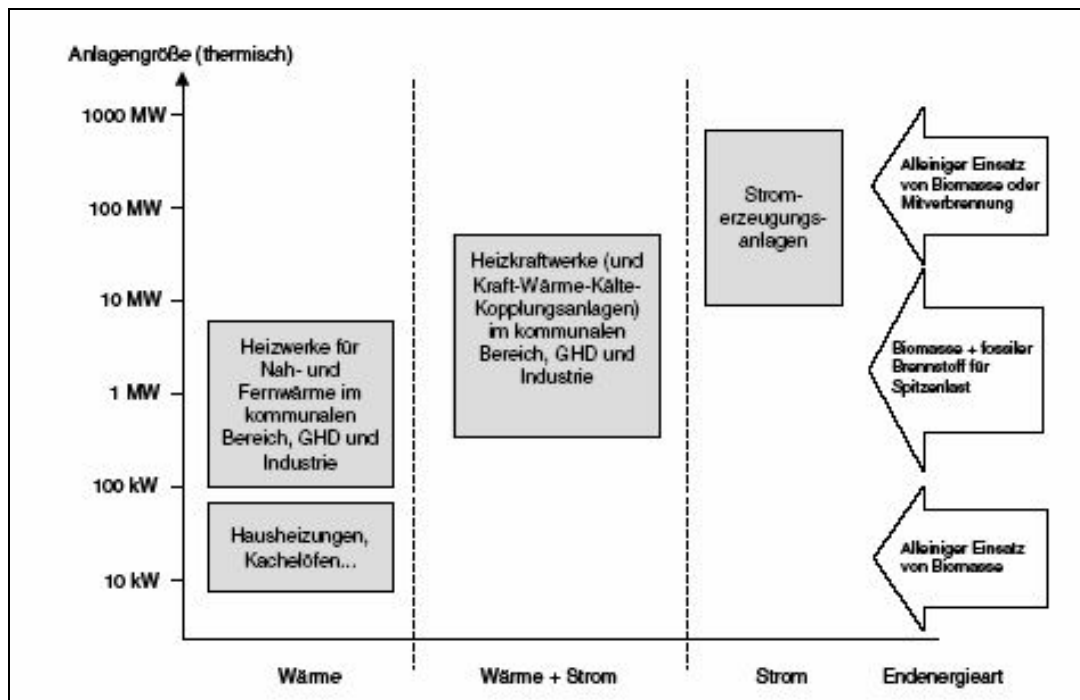 Anlagengröße (thermisch)
1000 MW
100 MW
10 MW
1 MW
100 kW
10 kW
Heizwerke für
Nah- und
Fernwärme im
kommunalen
Bereich, GHD und
Industrie
Hausheizungen,
Kachelöfen...
Heizkraftwerke (und
Kraft-Wärme-Kälte-
Kopplungsanlagen)
im kommunalen
Bereich, GHD und
Industrie
Strom-
erzeugungs-
anlagen
Alleiniger Einsatz
von Biomasse oder
Mitverbrennung
Biomasse + fossiler
Brennstoff für
Spitzenlast
Alleiniger Einsatz
von Biomasse
Wärme
Wärme + Strom
Strom
Endenergieart